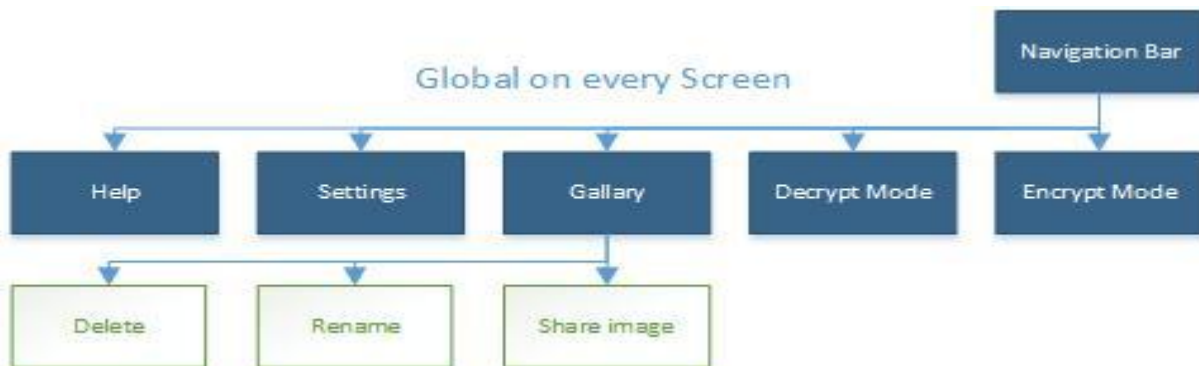 Navigation Bar
Global on every Screen
Help
Settings
Gallary
Decrypt Mode
Encrypt Mode
Delete
Rename
Share image